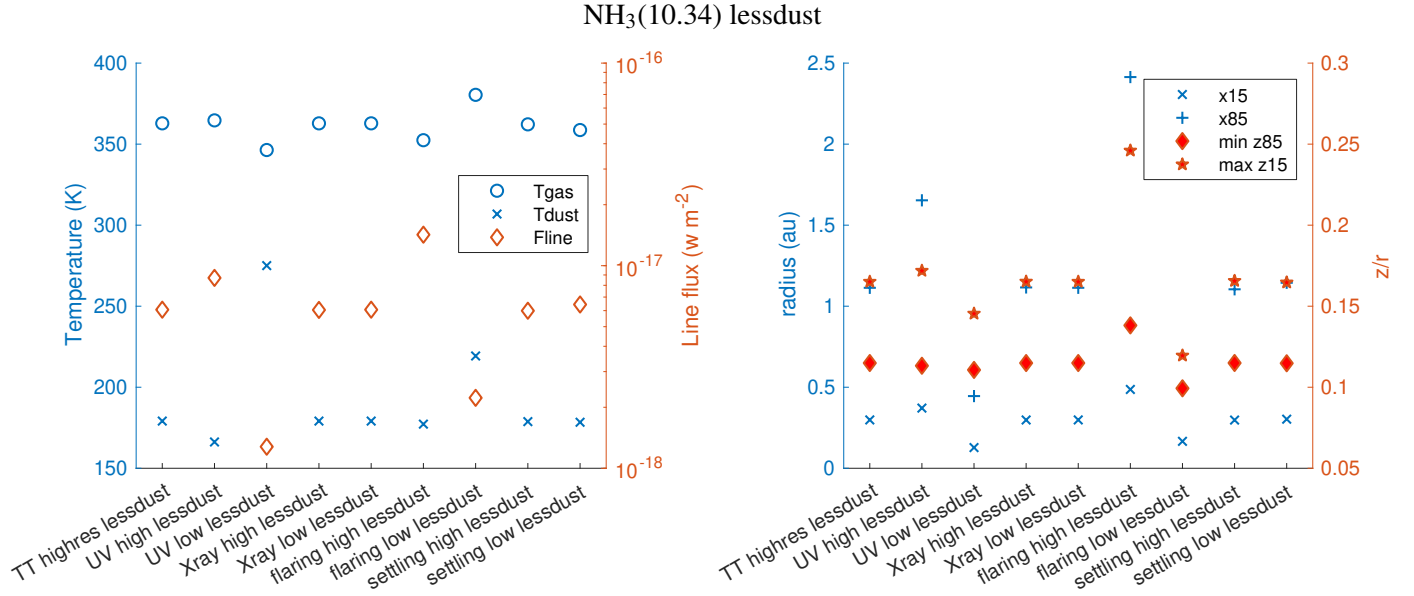 NH₃(10.34) lessdust
400
350
300
250
200
150
Temperature (K)
10⁻¹⁶
10⁻¹⁷
10⁻¹⁸
Line flux (w m⁻²)
Tgas
Tdust
Fline
TT highres lessdust
UV high lessdust
UV low lessdust
Xray high lessdust
Xray low lessdust
flaring high lessdust
flaring low lessdust
settling high lessdust
settling low lessdust
2.5
2
1.5
1
0.5
0
radius (au)
0.3
0.25
0.2
0.15
0.1
0.05
z/r
x15
x85
min z85
max z15
TT highres lessdust
UV high lessdust
UV low lessdust
Xray high lessdust
Xray low lessdust
flaring high lessdust
flaring low lessdust
settling high lessdust
settling low lessdust